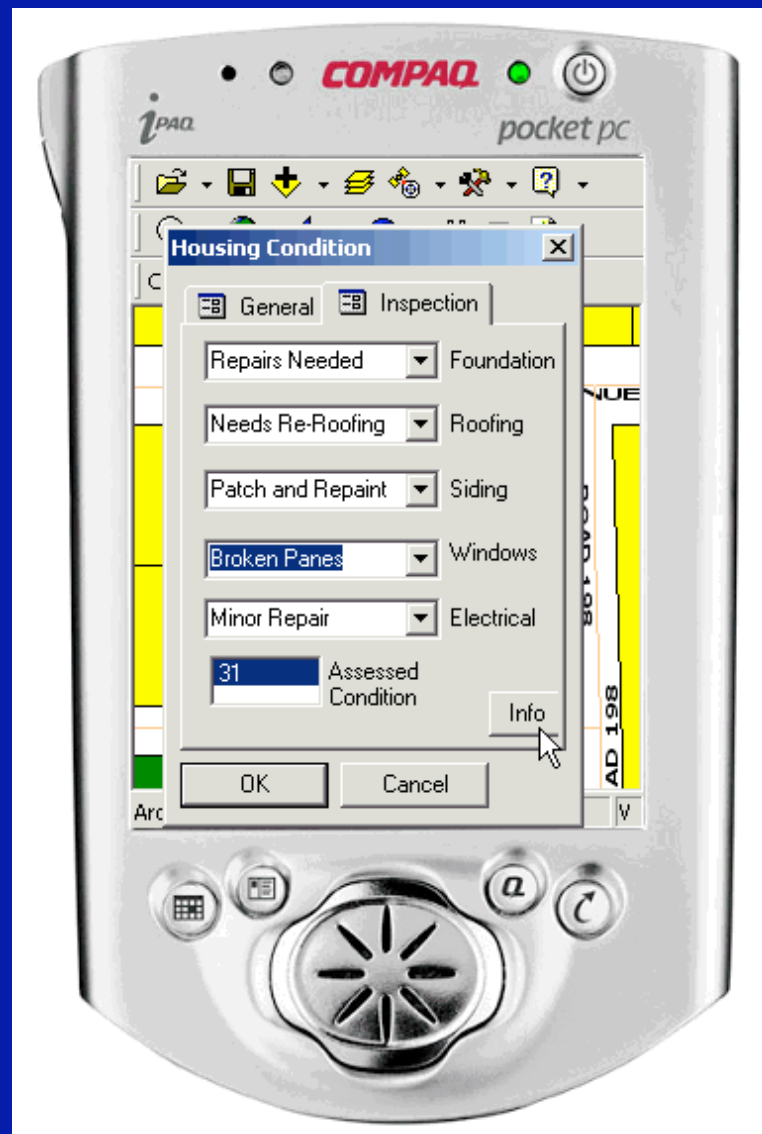 COMPAQ
iPAQ
pocket pc
Housing Condition
General
Inspection
Repairs Needed
Foundation
NUE
Needs Re-Roofing
Roofing
Patch and Repaint
Siding
ROAD 198
Broken Panes
Windows
Minor Repair
Electrical
31
Assessed
Condition
Info
AD 198
OK
Cancel
Arc
V